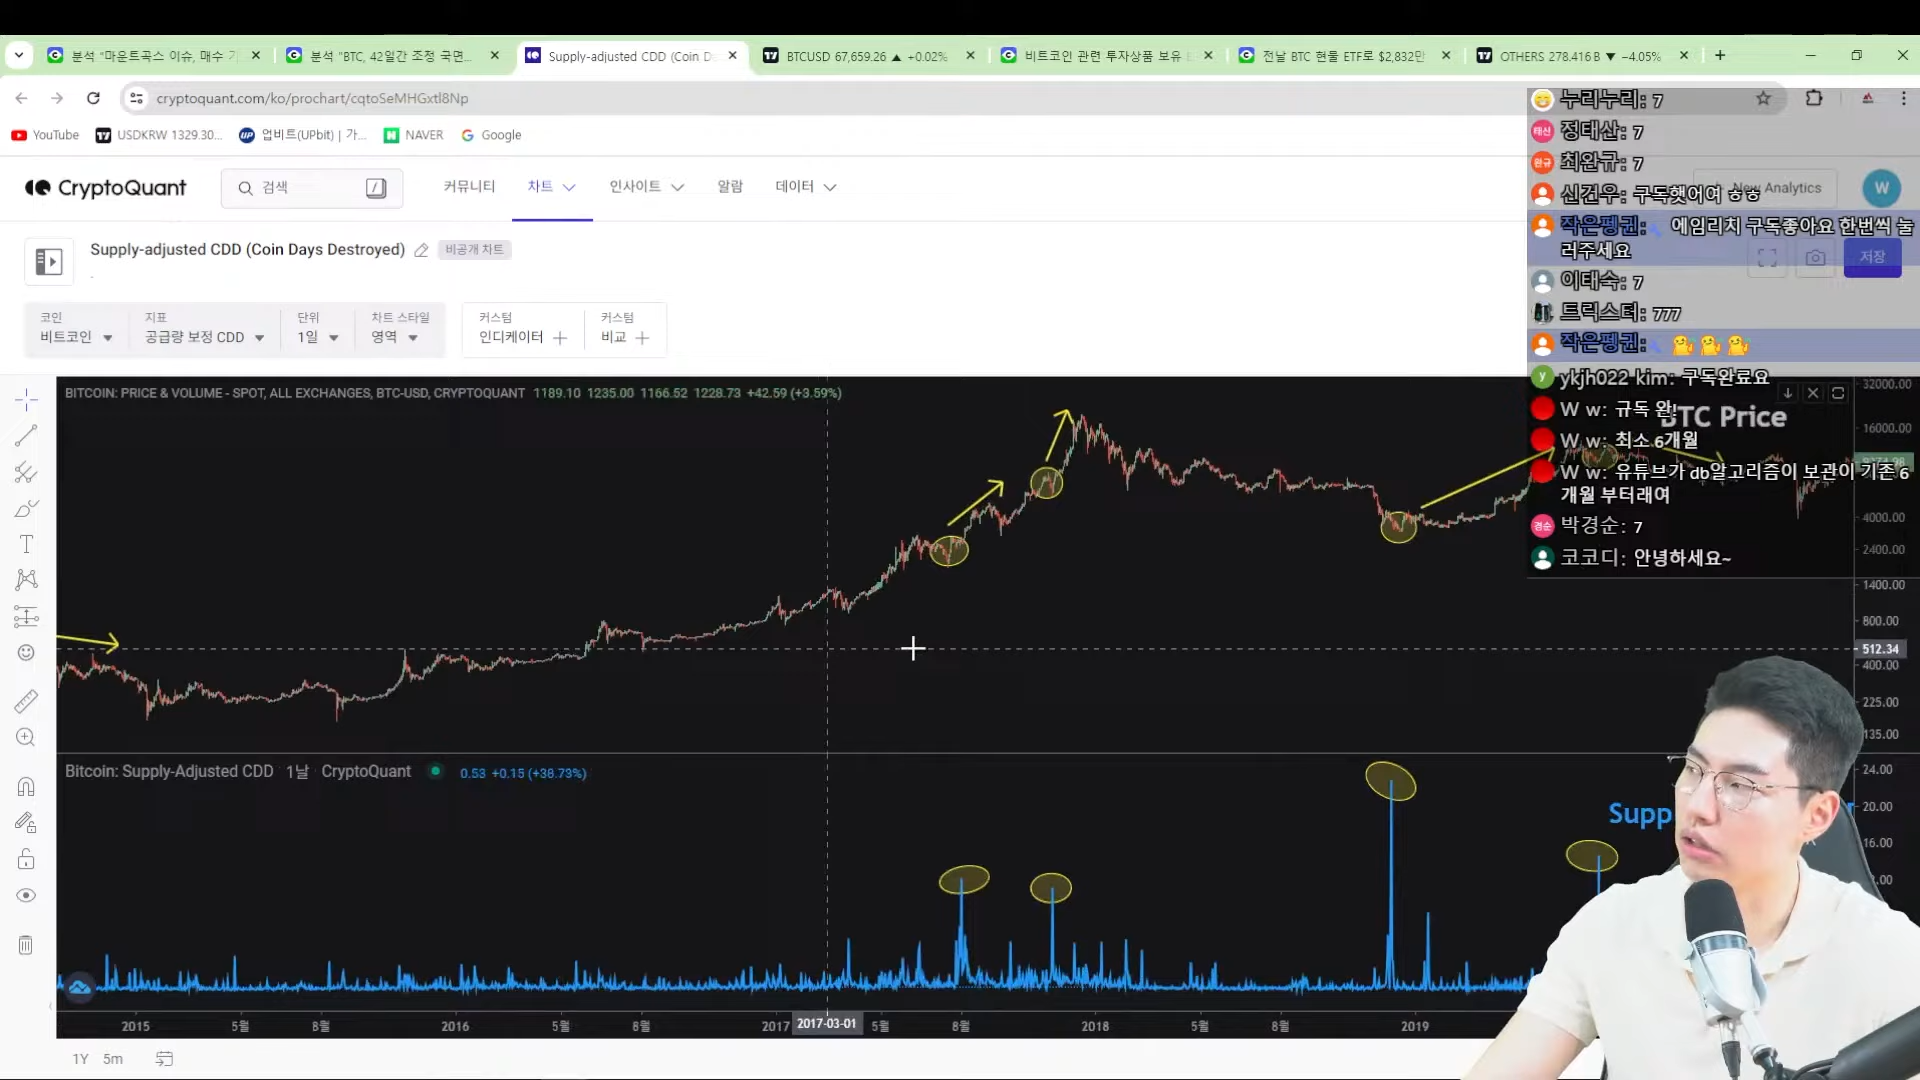 분석 "마운트곡스 이슈, 매수 기
분석 "BTC, 42일간 조정 국면...
Supply-adjusted CDD (Coin D
BTCUSD 67,659.26 ▲ +0.02%
비트코인 관련 투자상품 보유
전날 BTC 현물 ETF로 $2,832만
OTHERS 278.416 B ▼ −4.05%
cryptoquant.com/ko/prochart/cqtoSeMHGxtl8Np
YouTube
USDKRW 1329.30...
업비트(UPbit) | 가...
NAVER
Google
CryptoQuant
검색
/
커뮤니티
차트
인사이트
알람
데이터
New Analytics
W
Supply-adjusted CDD (Coin Days Destroyed)
비공개 차트
저장
코인
비트코인
지표
공급량 보정 CDD
단위
1일
차트 스타일
영역
커스텀
인디케이터
커스텀
비교
누리누리: 7
정태산: 7
최완규: 7
신건우: 구독햇어여 ㅎㅎ
작은펭귄: 에임리치 구독좋아요 한번씩 눌
러주세요
이태숙: 7
트릭스터: 777
작은펭귄:
ykjh022 kim: 구독완료요
W w: 규독 완!
W w: 최소 6개월
W w: 유튜브가 db알고리즘이 보관이 기존 6
개월 부터래여
박경순: 7
코코디: 안녕하세요~
BITCOIN: PRICE & VOLUME - SPOT, ALL EXCHANGES, BTC-USD, CRYPTOQUANT 1189.10 1235.00 1166.52 1228.73 +42.59 (+3.59%)
BTC Price
32000.00
16000.00
4000.00
2400.00
1400.00
800.00
512.34
400.00
225.00
135.00
Bitcoin: Supply-Adjusted CDD 1날 CryptoQuant 0.53 +0.15 (+38.73%)
Supp
24.00
20.00
16.00
2015
5월
8월
2016
5월
8월
2017
2017-03-01
5월
8월
2018
5월
8월
2019
1Y
5m